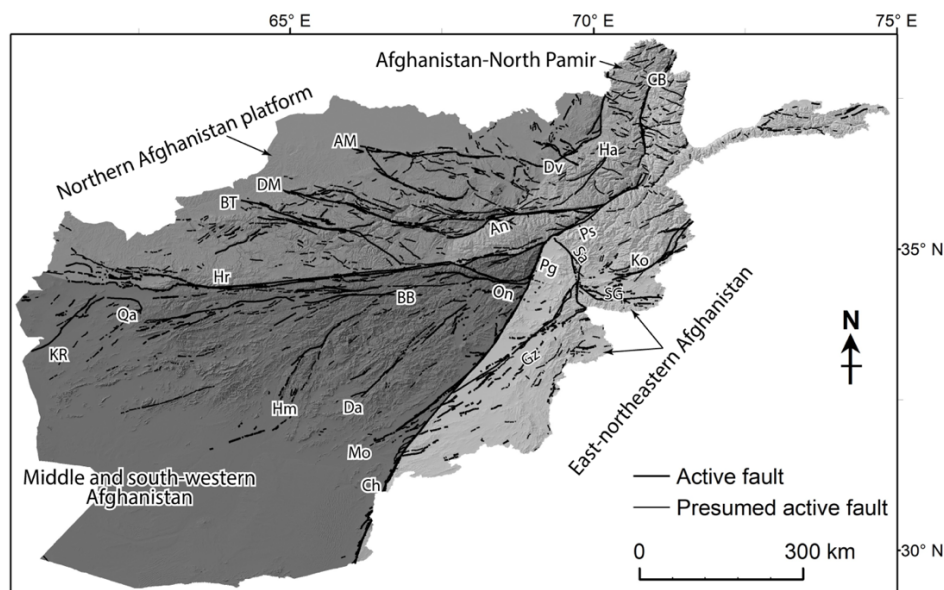 65° E
70° E
75° E
Afghanistan-North Pamir
CB
Northern Afghanistan platform
AM
Ha
Dv
DM
BT
An
Ps
35° N
Sa
Ko
Hr
Pg
On
SG
BB
Qa
N
KR
Gz
East-northeastern Afghanistan
Hm
Da
Mo
Middle and south-western
Afghanistan
Ch
Active fault
Presumed active fault
0 300 km
30° N